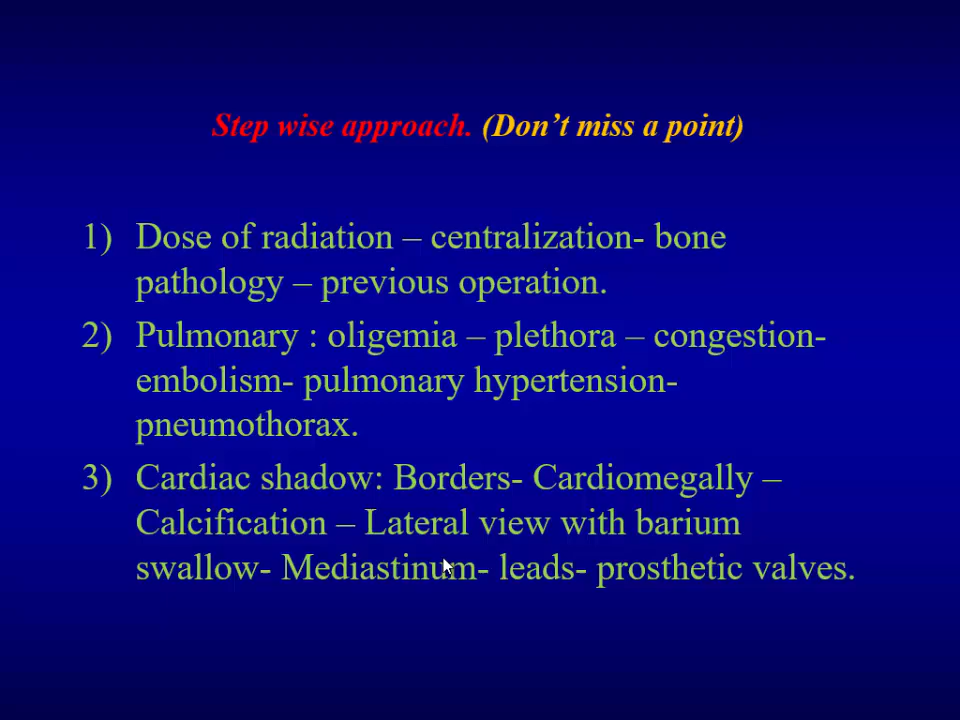 Step wise approach. (Don’t miss a point)
1) Dose of radiation – centralization- bone
pathology – previous operation.
2) Pulmonary : oligemia – plethora – congestion-
embolism- pulmonary hypertension-
pneumothorax.
3) Cardiac shadow: Borders- Cardiomegally –
Calcification – Lateral view with barium
swallow- Mediastinum- leads- prosthetic valves.